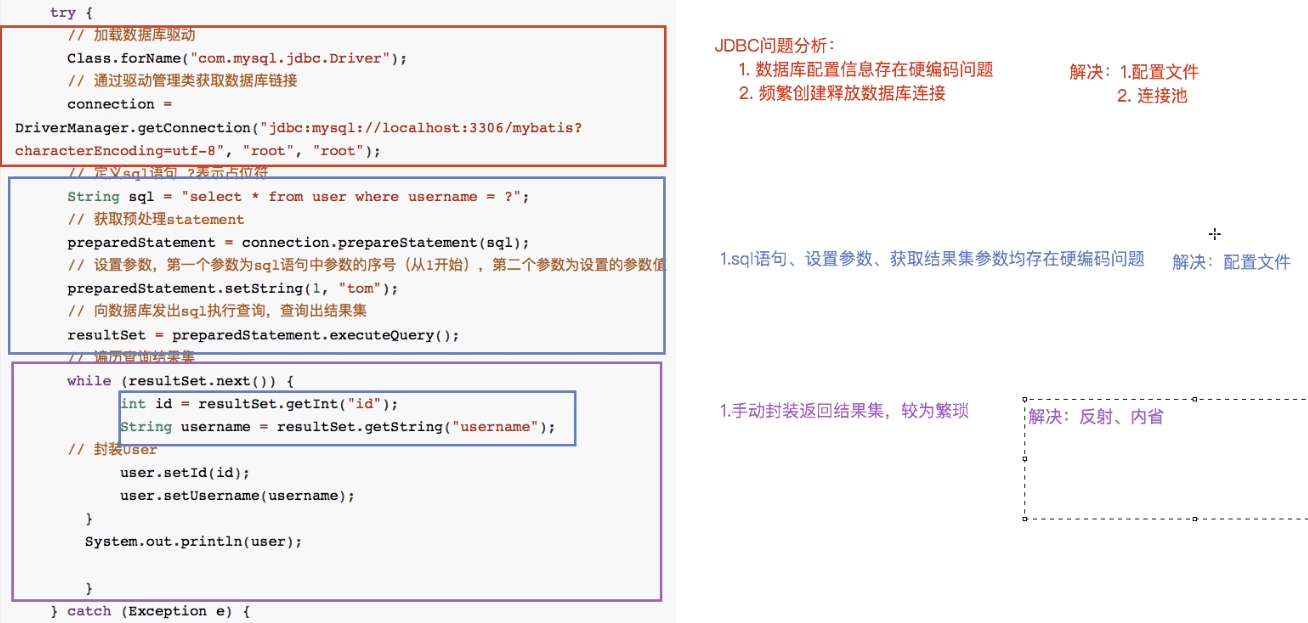 try {
// 加载数据库驱动
Class.forName("com.mysql.jdbc.Driver");
// 通过驱动管理类获取数据库链接
connection =
DriverManager.getConnection("jdbc:mysql://localhost:3306/mybatis?
characterEncoding=utf-8", "root", "root");
// 定义sql语句 ?表示占位符
String sql = "select * from user where username = ?";
// 获取预处理statement
preparedStatement = connection.prepareStatement(sql);
// 设置参数，第一个参数为sql语句中参数的序号（从1开始），第二个参数为设置的参数值
preparedStatement.setString(1, "tom");
// 向数据库发出sql执行查询，查询出结果集
resultSet = preparedStatement.executeQuery();
// 遍历查询结果集
while (resultSet.next()) {
int id = resultSet.getInt("id");
String username = resultSet.getString("username");
// 封装User
user.setId(id);
user.setUsername(username);
}
System.out.println(user);
}
} catch (Exception e) {
JDBC问题分析：
1. 数据库配置信息存在硬编码问题
2. 频繁创建释放数据库连接
解决：1.配置文件
2. 连接池
1.sql语句、设置参数、获取结果集参数均存在硬编码问题
解决：配置文件
1.手动封装返回结果集，较为繁琐
解决：反射、内省